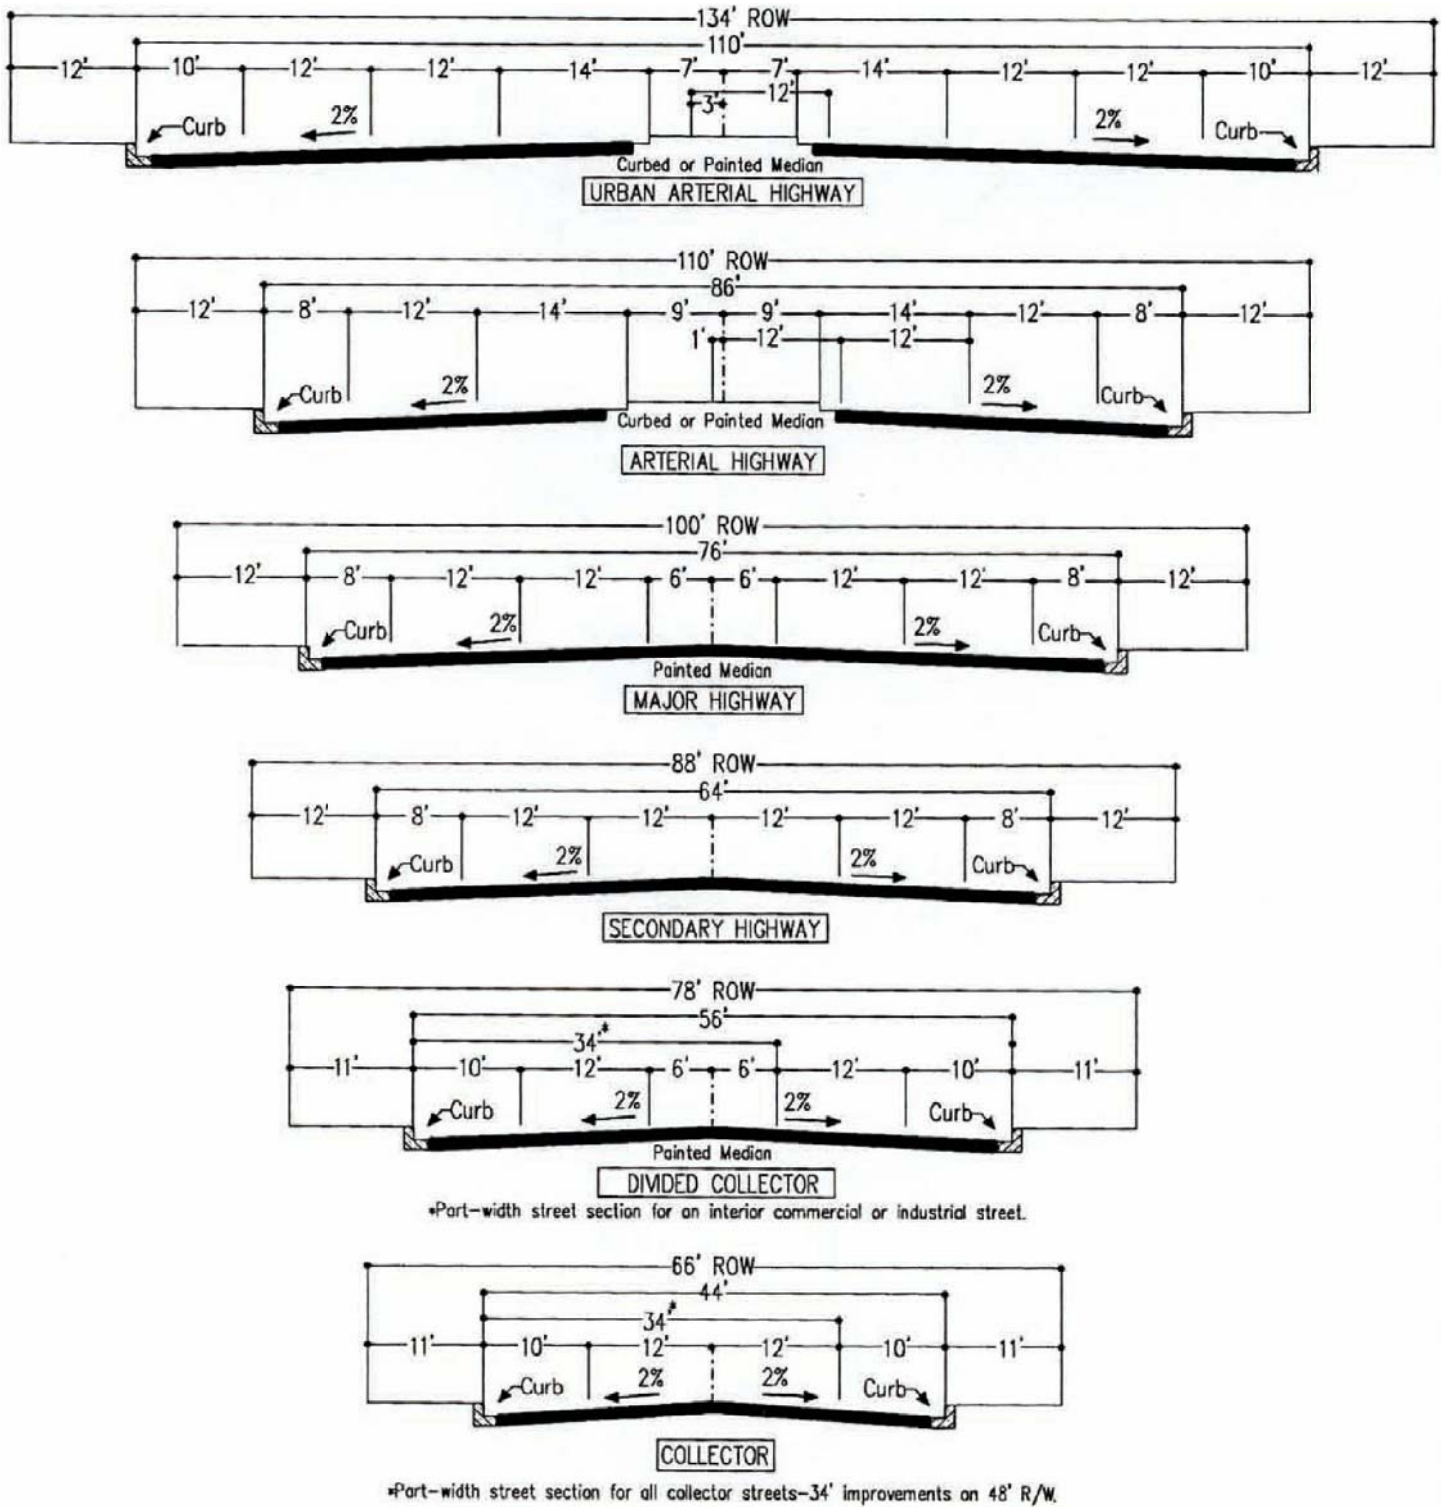 134' ROW
110'
12' 10' 12' 12' 14' 7' 7' 14' 12' 12' 10' 12'
3' 12'
Curb 2% 2% Curb
Curbed or Painted Median
URBAN ARTERIAL HIGHWAY
110' ROW
86'
12' 8' 12' 14' 9' 9' 14' 12' 8' 12'
1' 12' 12'
Curb 2% 2% Curb
Curbed or Painted Median
ARTERIAL HIGHWAY
100' ROW
76'
12' 8' 12' 12' 6' 6' 12' 12' 8' 12'
Curb 2% 2% Curb
Painted Median
MAJOR HIGHWAY
88' ROW
64'
12' 8' 12' 12' 12' 12' 8' 12'
Curb 2% 2% Curb
SECONDARY HIGHWAY
78' ROW
56'
34'*
11' 10' 12' 6' 6' 12' 10' 11'
Curb 2% 2% Curb
Painted Median
DIVIDED COLLECTOR
*Part-width street section for an interior commercial or industrial street.
66' ROW
44'
34'*
11' 10' 12' 12' 10' 11'
Curb 2% 2% Curb
COLLECTOR
*Part-width street section for all collector streets-34' improvements on 48' R/W.